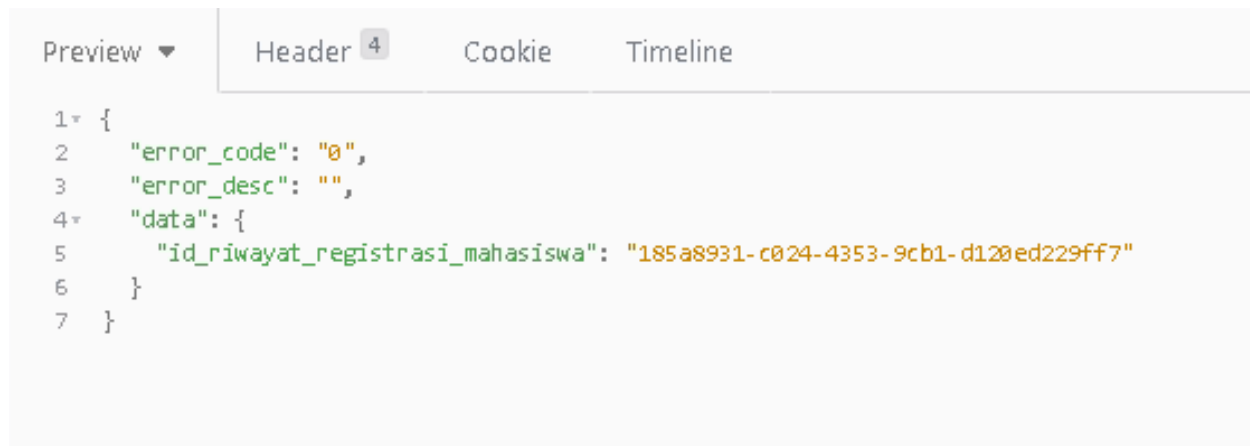 Preview Header 4 Cookie Timeline
1 {
2 "error_code": "0",
3 "error_desc": "",
4 "data": {
5 "id_riwayat_registrasi_mahasiswa": "185a8931-c024-4353-9cb1-d120ed229ff7"
6 }
7 }